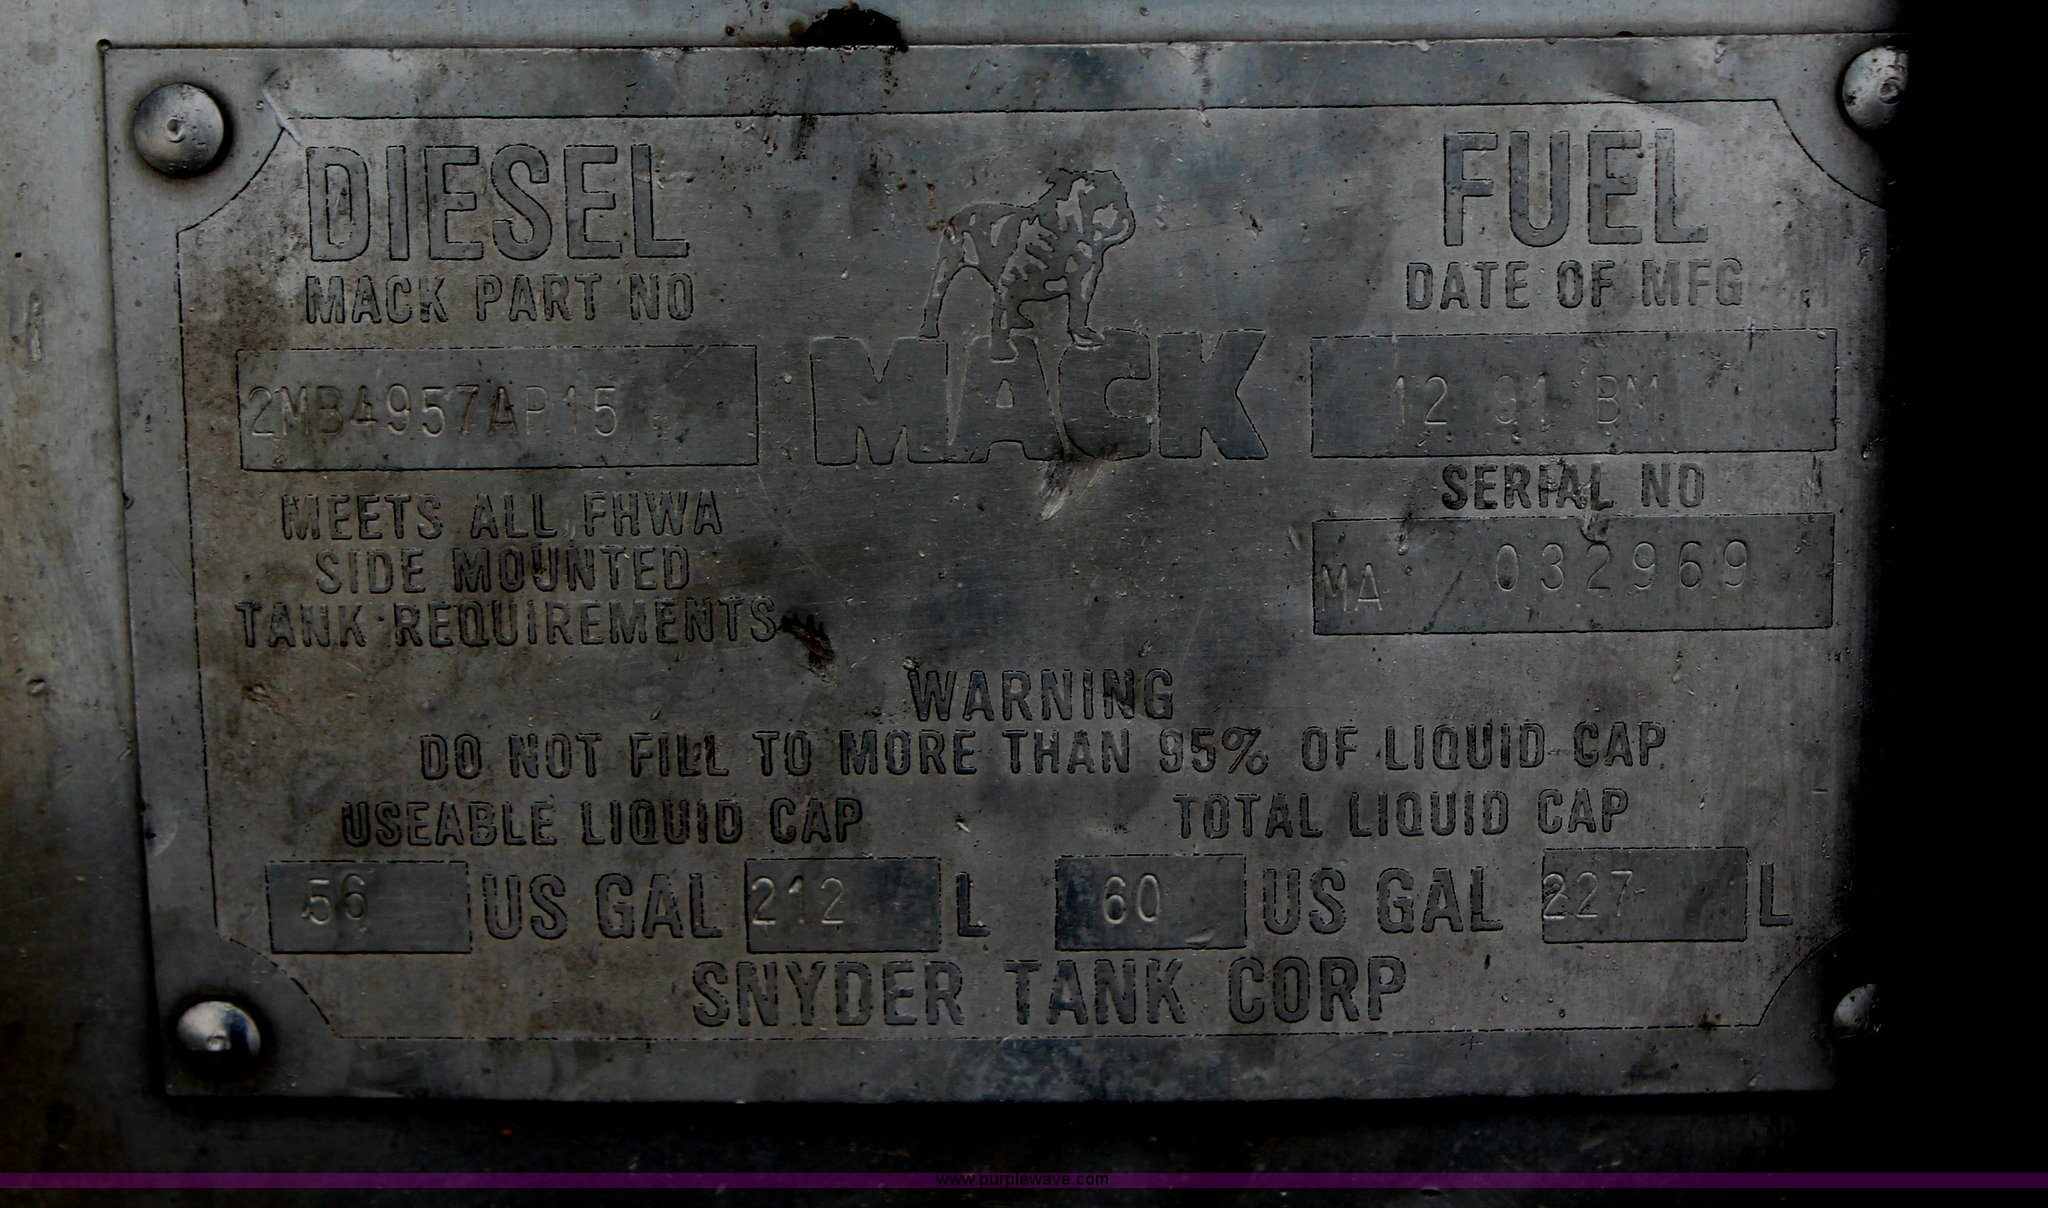 DIESEL FUEL
MACK PART NO
DATE OF MFG
2MB4957AP15
MACK
12 91 BM
MEETS ALL FHWA
SIDE MOUNTED
TANK REQUIREMENTS
SERIAL NO
MA 032969
WARNING
DO NOT FILL TO MORE THAN 95% OF LIQUID CAP
USEABLE LIQUID CAP TOTAL LIQUID CAP
56 US GAL 212 L 60 US GAL 227 L
SNYDER TANK CORP
www.purplewave.com